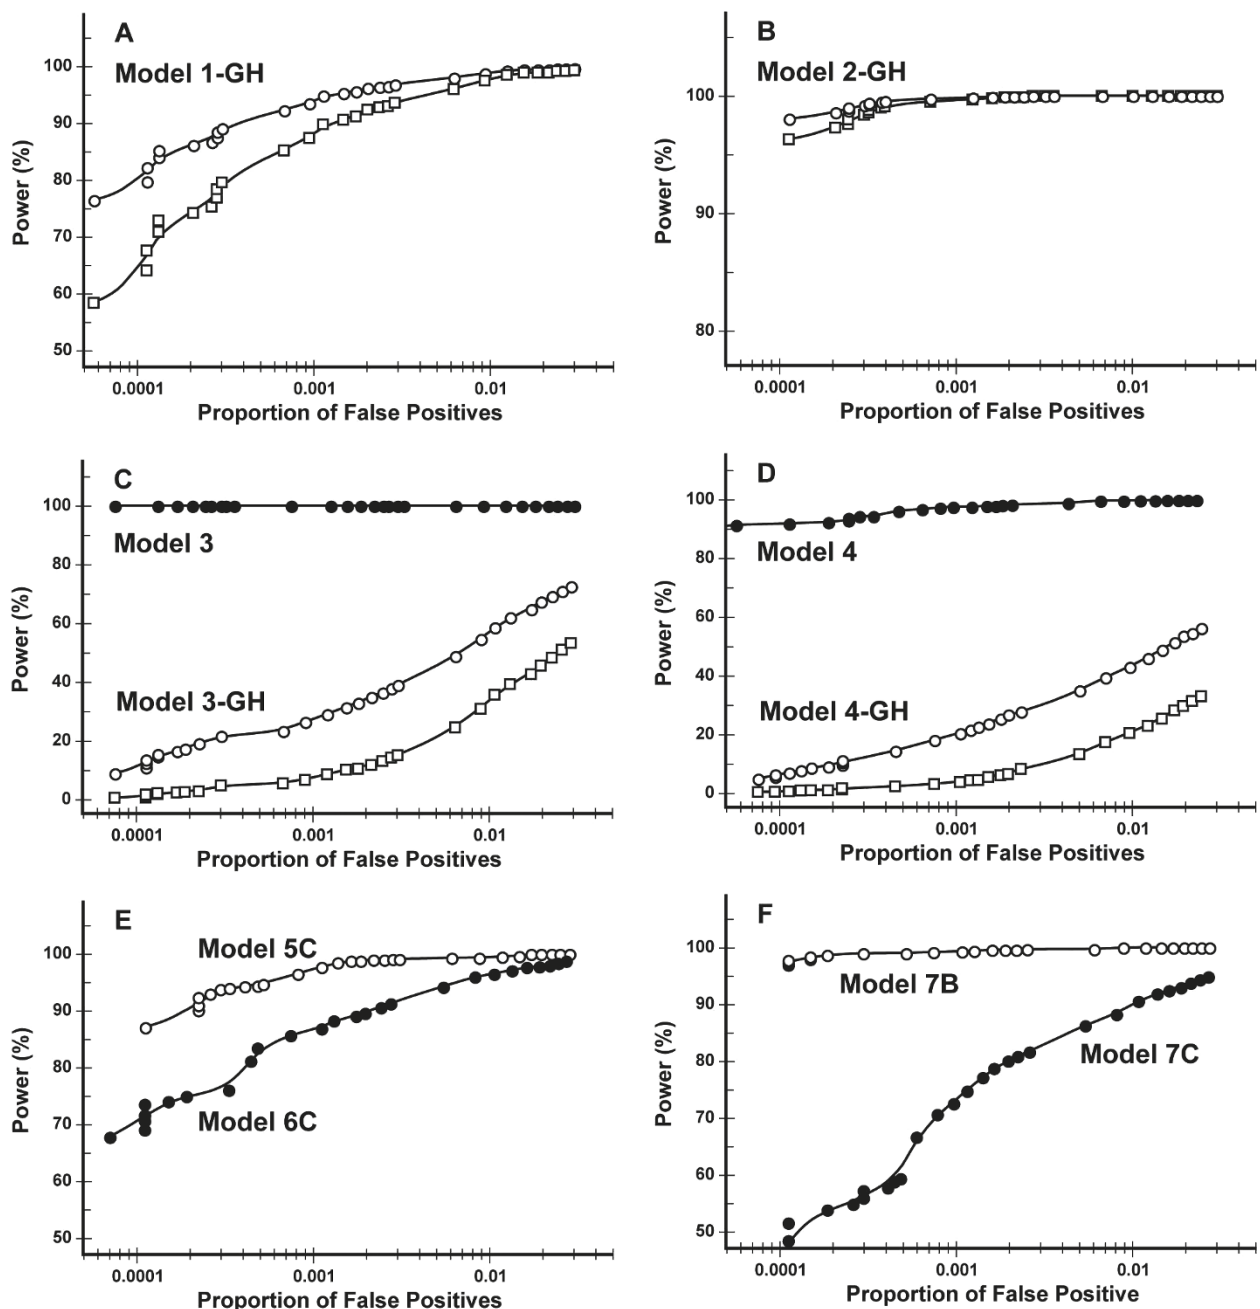 A
Model 1-GH
100
90
80
70
60
50
Power (%)
0.0001
0.001
0.01
Proportion of False Positives
B
Model 2-GH
100
90
80
Power (%)
0.0001
0.001
0.01
Proportion of False Positives
C
Model 3
Model 3-GH
100
80
60
40
20
0
Power (%)
0.0001
0.001
0.01
Proportion of False Positives
D
Model 4
Model 4-GH
100
80
60
40
20
0
Power (%)
0.0001
0.001
0.01
Proportion of False Positives
E
Model 5C
Model 6C
100
90
80
70
60
50
Power (%)
0.0001
0.001
0.01
Proportion of False Positives
F
Model 7B
Model 7C
100
90
80
70
60
50
Power (%)
0.0001
0.001
0.01
Proportion of False Positive